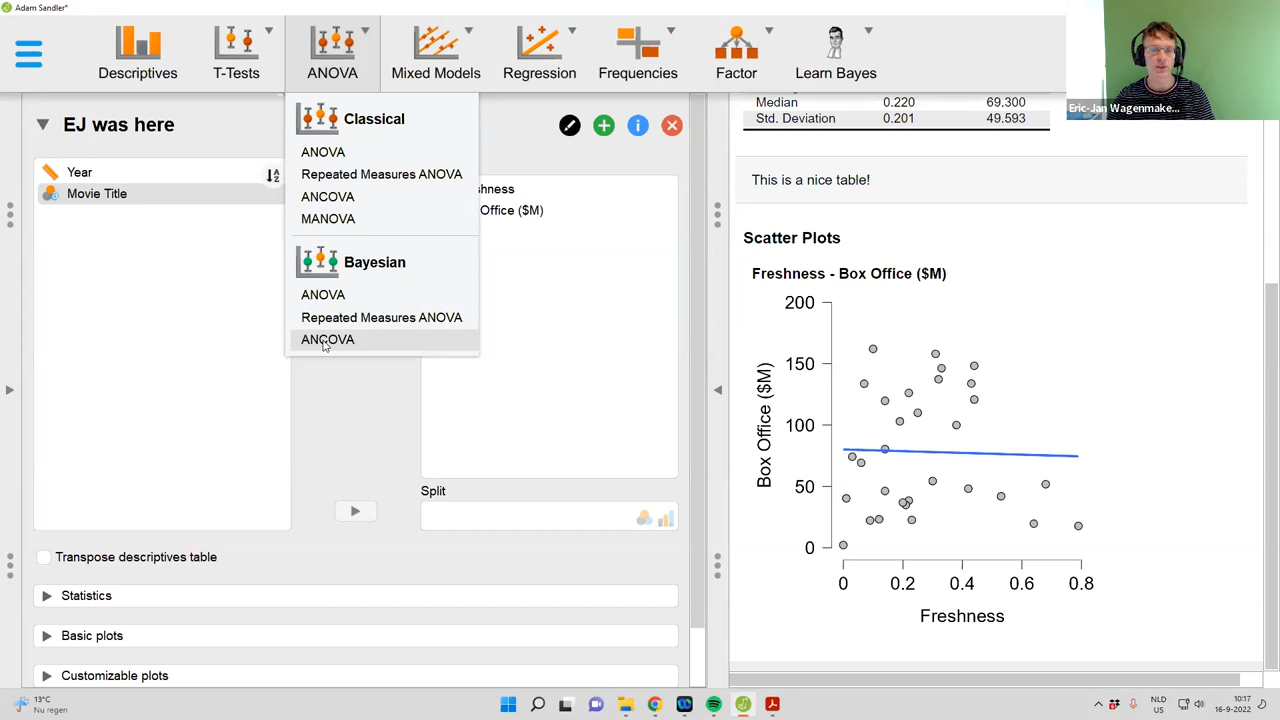 Adam Sandler*
Descriptives
T-Tests
ANOVA
Mixed Models
Regression
Frequencies
Factor
Learn Bayes
Eric-Jan Wagenmake...
EJ was here
Year
Movie Title
Classical
ANOVA
Repeated Measures ANOVA
ANCOVA
MANOVA
Bayesian
ANOVA
Repeated Measures ANOVA
ANCOVA
shness
Office ($M)
Split
Transpose descriptives table
Statistics
Basic plots
Customizable plots
Median 0.220 69.300
Std. Deviation 0.201 49.593
This is a nice table!
Scatter Plots
Freshness - Box Office ($M)
200
150
100
50
0
Box Office ($M)
0 0.2 0.4 0.6 0.8
Freshness
13°C
Nu regen
NLD
US
10:17
16-9-2022